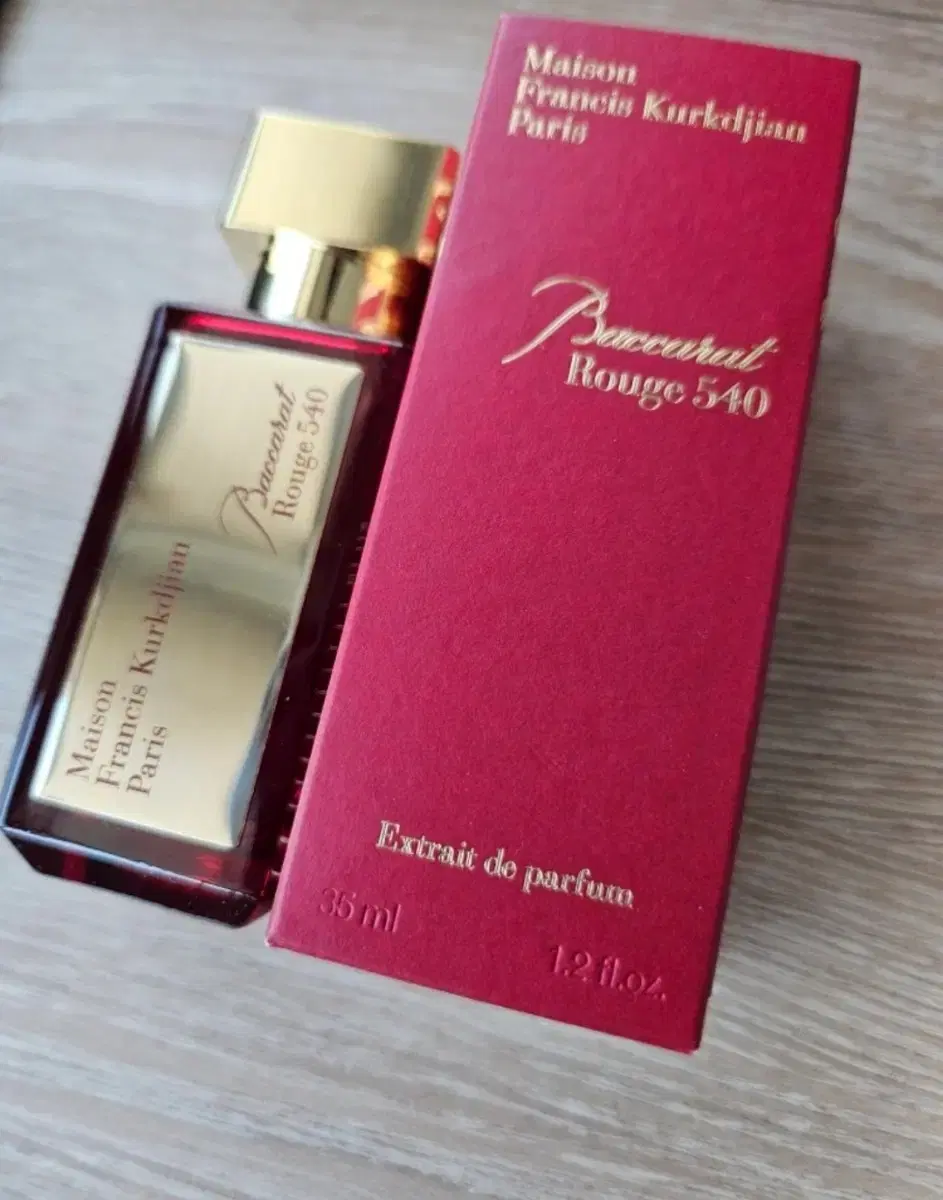 Maison
Francis Kurkdjian
Paris
Baccarat
Rouge 540
Extrait de parfum
35 ml
1.2 fl.oz.
Baccarat
Rouge 540
Maison
Francis Kurkdjian
Paris